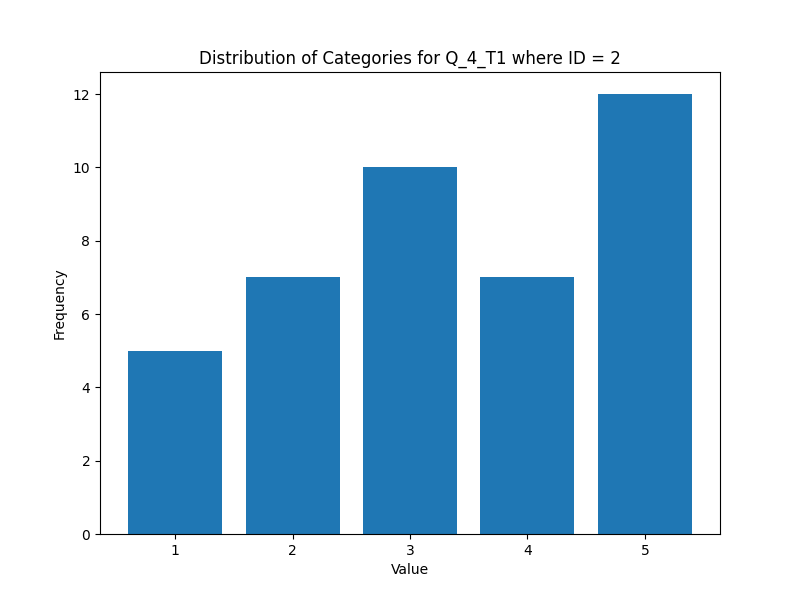 Distribution of Categories for Q_4_T1 where ID = 2
Frequency
12
10
8
6
4
2
0
1 2 3 4 5
Value